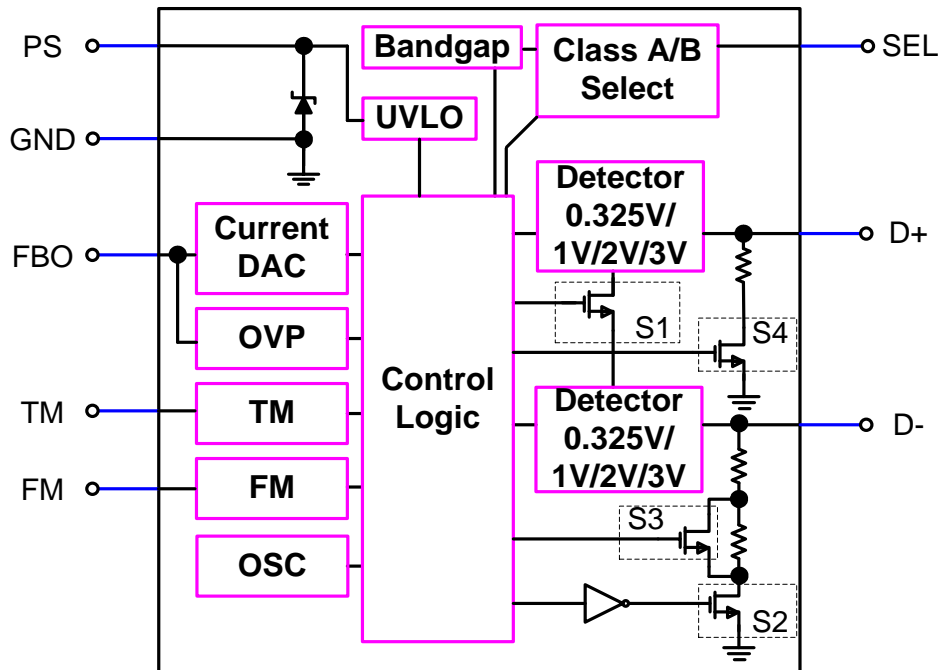 PS
GND
FBO
TM
FM
Bandgap
UVLO
Class A/B
Select
SEL
Current
DAC
OVP
TM
FM
OSC
Control
Logic
Detector
0.325V/
1V/2V/3V
D+
S1
S4
Detector
0.325V/
1V/2V/3V
D-
S3
S2